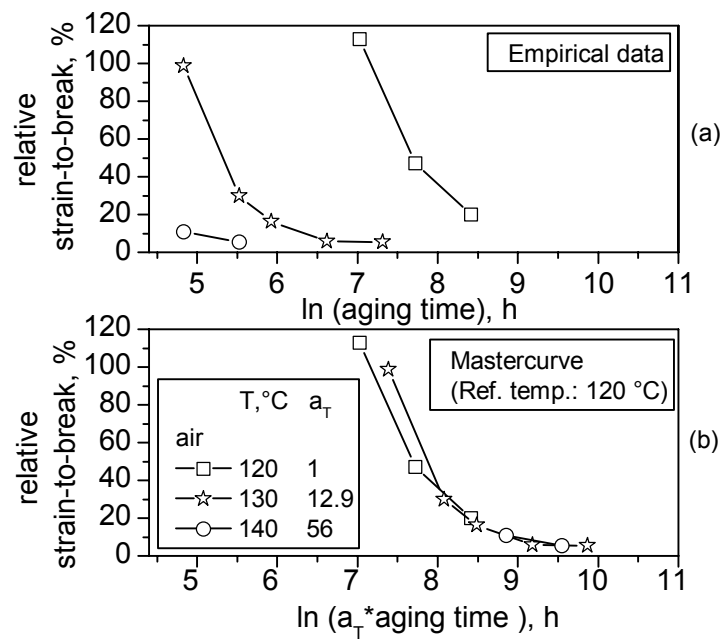 120
100
80
60
40
20
0
relative
strain-to-break, %
Empirical data
(a)
5 6 7 8 9 10 11
ln (aging time), h
120
100
80
60
40
20
0
relative
strain-to-break, %
Mastercurve
(Ref. temp.: 120 °C)
T,°C a_T
air
120 1
130 12.9
140 56
(b)
5 6 7 8 9 10 11
ln (a_T*aging time ), h